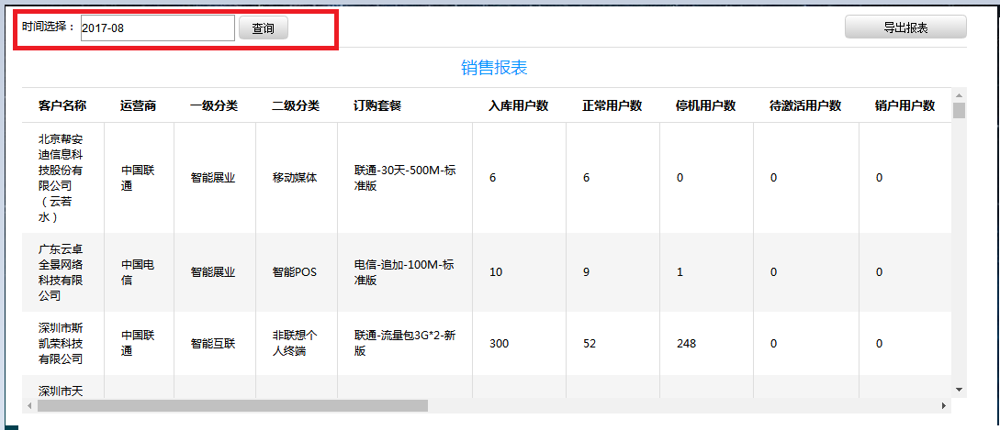 时间选择： 2017-08 查询 导出报表
销售报表
客户名称 运营商 一级分类 二级分类 订购套餐 入库用户数 正常用户数 停机用户数 待激活用户数 销户用户数
北京帮安
迪信息科
技股份有
限公司
（云若
水）
中国联
通
智能展业
移动媒体
联通-30天-500M-标
准版
6 6 0 0 0
广东云卓
全景网络
科技有限
公司
中国电
信
智能展业
智能POS
电信-追加-100M-标
准版
10 9 1 0 0
深圳市斯
凯荣科技
有限公司
中国联
通
智能互联
非联想个
人终端
联通-流量包3G*2-新
版
300 52 248 0 0
深圳市天